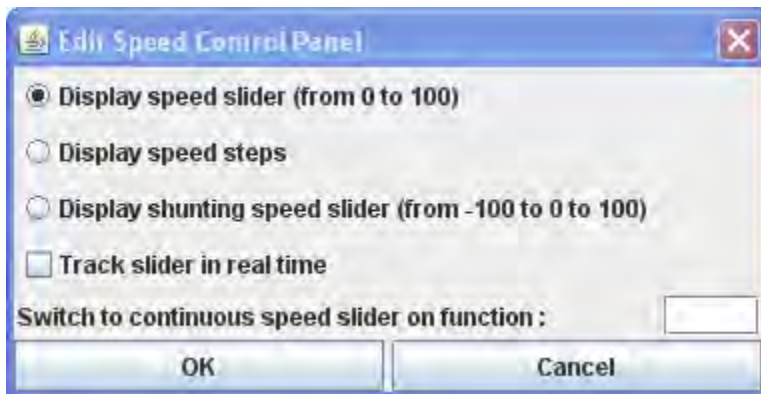 Edit Speed Control Panel
Display speed slider (from 0 to 100)
Display speed steps
Display shunting speed slider (from -100 to 0 to 100)
Track slider in real time
Switch to continuous speed slider on function :
OK Cancel